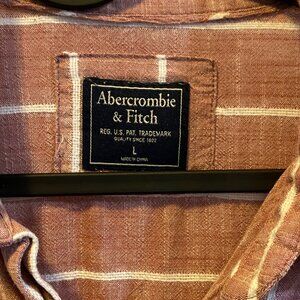 Abercrombie
& Fitch
REG. U.S. PAT. TRADEMARK
QUALITY SINCE 1892
L
MADE IN CHINA